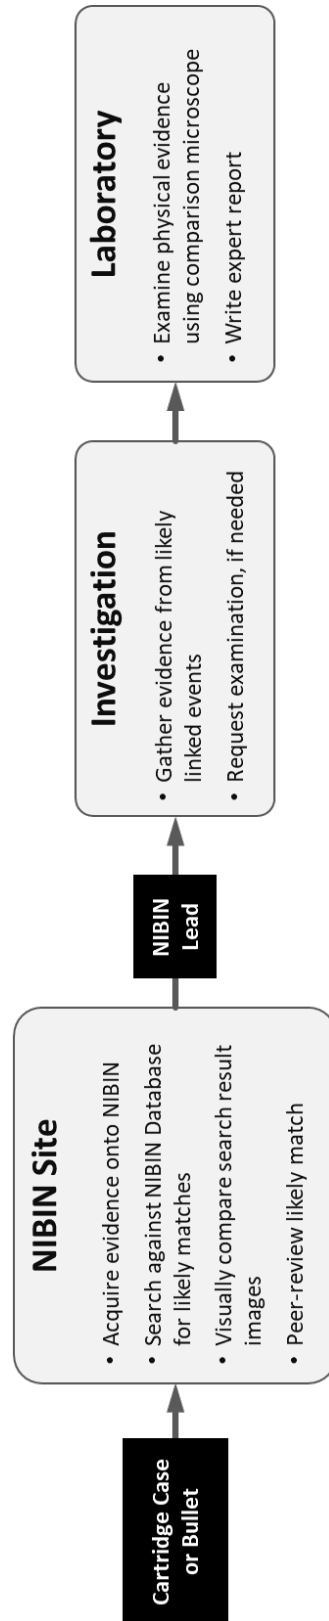 Cartridge Case
or Bullet
NIBIN Site
• Acquire evidence onto NIBIN
• Search against NIBIN Database
for likely matches
• Visually compare search result
images
• Peer-review likely match
NIBIN
Lead
Investigation
• Gather evidence from likely
linked events
• Request examination, if needed
Laboratory
• Examine physical evidence
using comparison microscope
• Write expert report